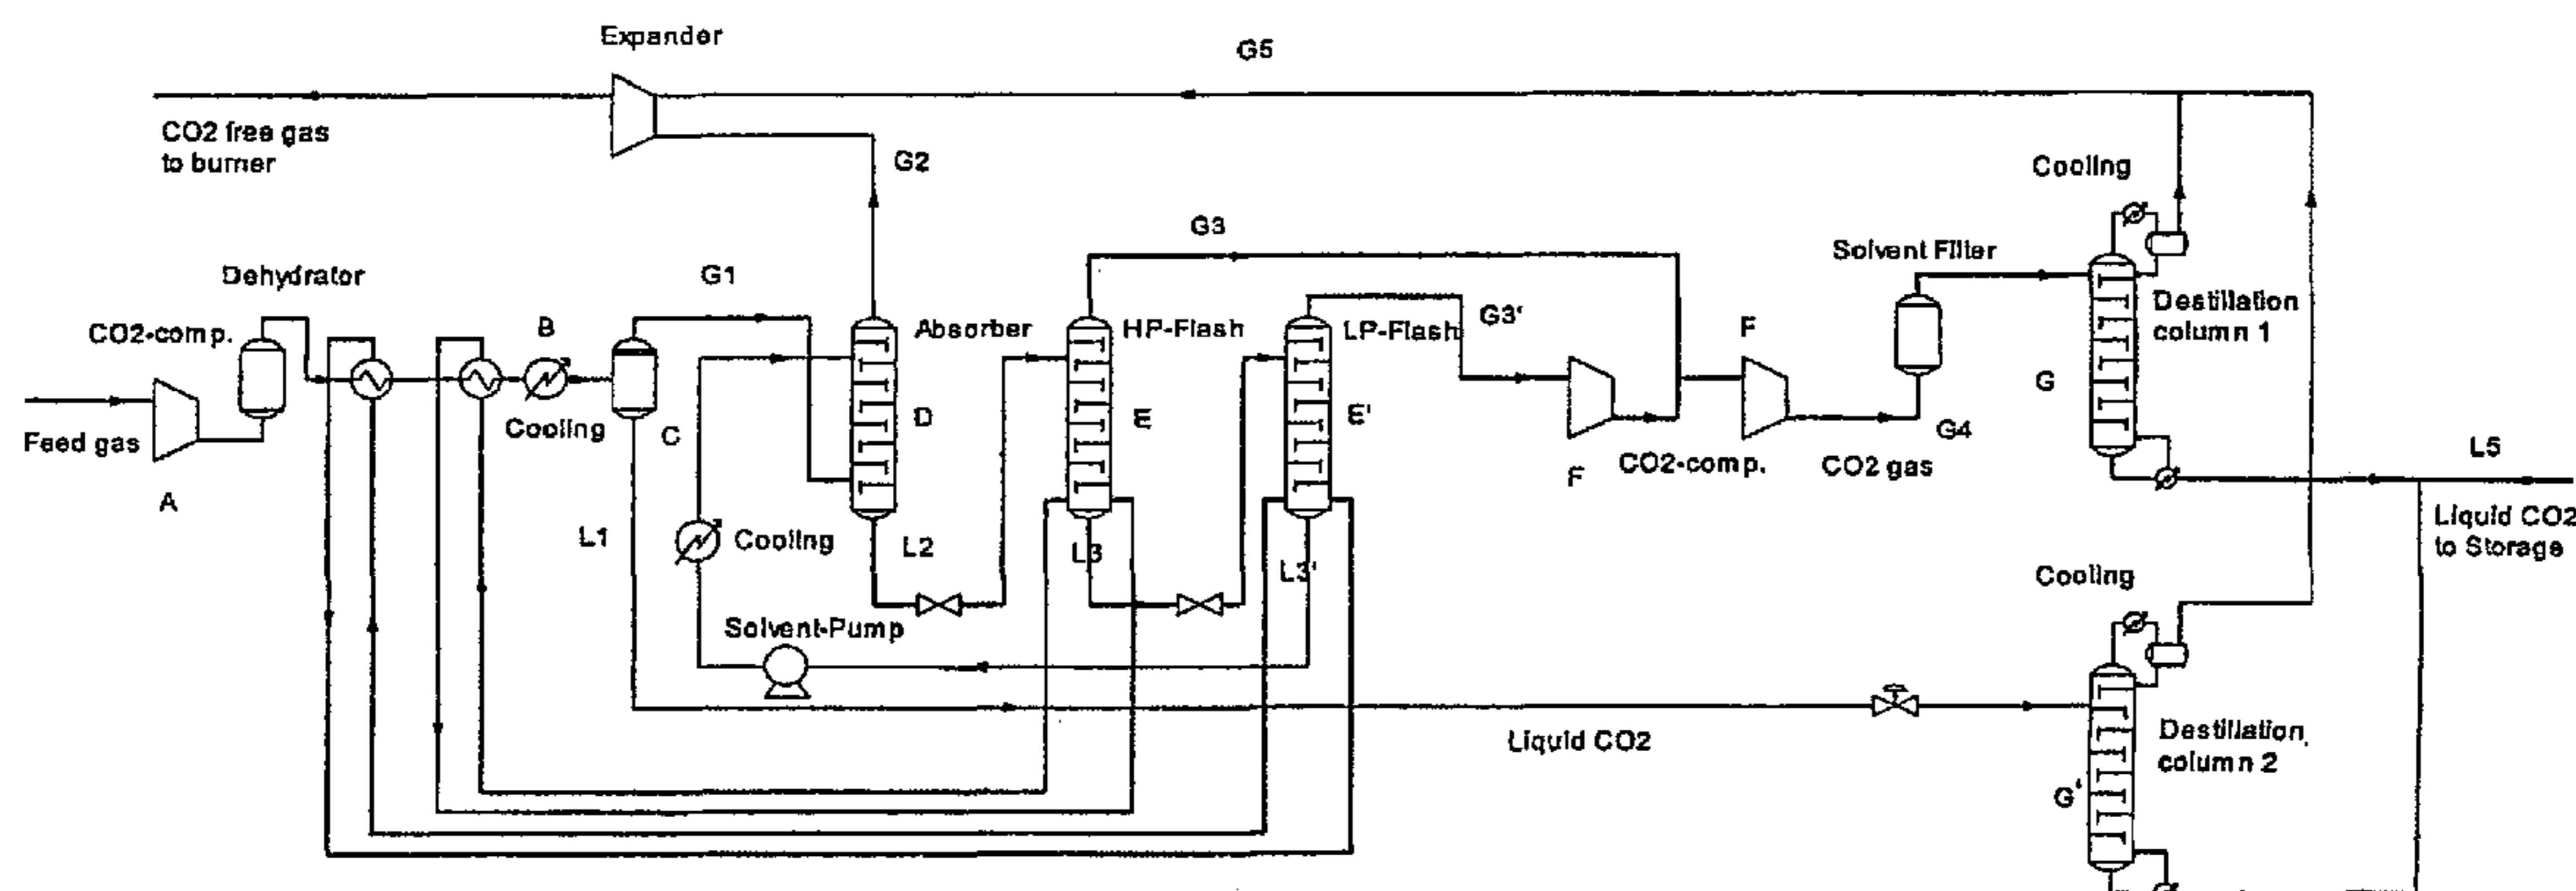 Expander
G5
CO2 free gas
to burner
G2
Cooling
G3
Solvent Filter
Dehydrator
G1
CO2-comp.
B
Absorber
HP-Flash
G3'
LP-Flash
F
Destillation
column 1
G
Feed gas
A
Cooling
C
D
E
E'
F
CO2-comp.
CO2 gas
G4
L5
Liquid CO2
to Storage
L1
Cooling
L2
L3
L3'
Cooling
Solvent-Pump
Liquid CO2
Destillation
column 2
G'